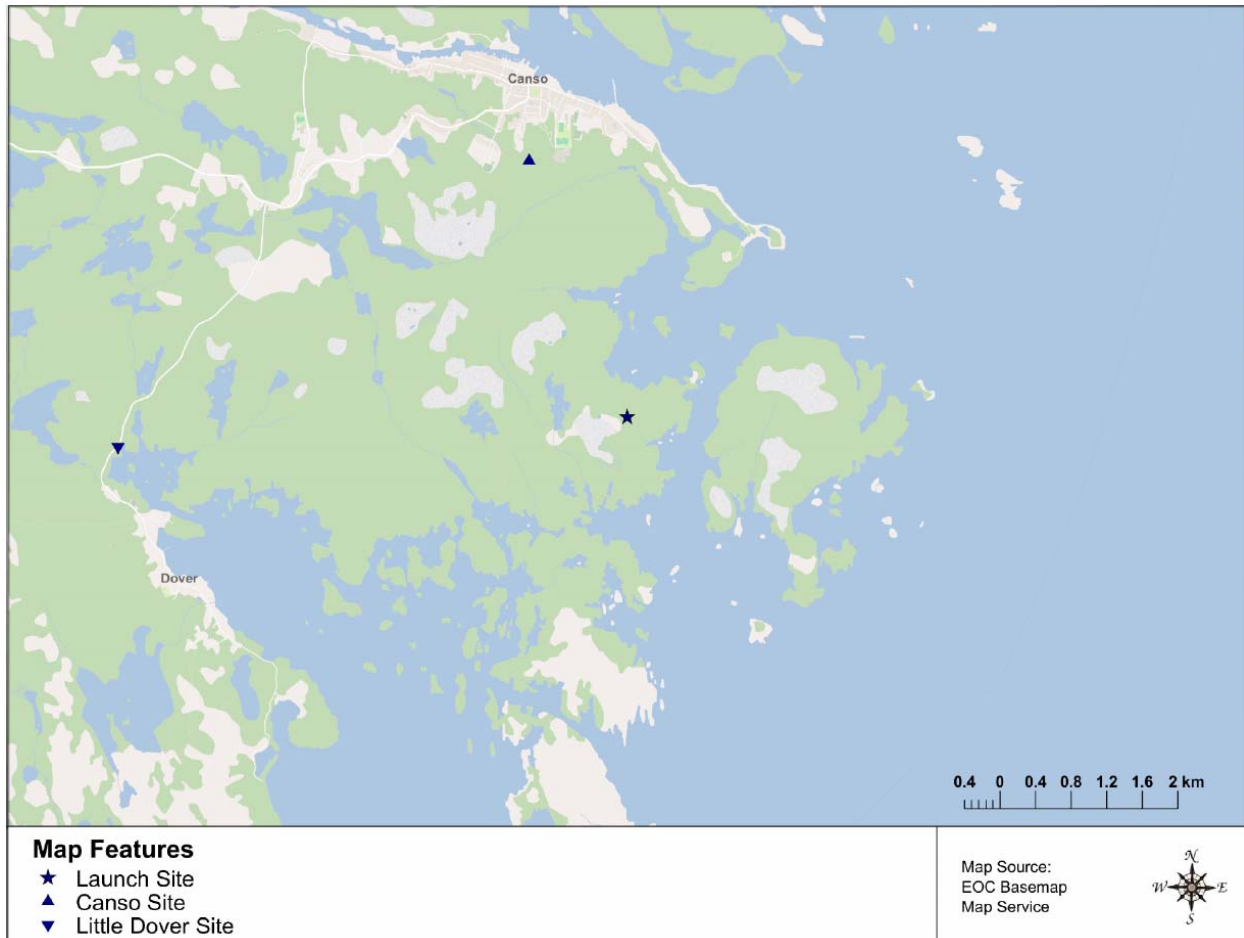 Canso
Dover
0.4 0 0.4 0.8 1.2 1.6 2 km
Map Features
Launch Site
Canso Site
Little Dover Site
Map Source:
EOC Basemap
Map Service
N
W E
S